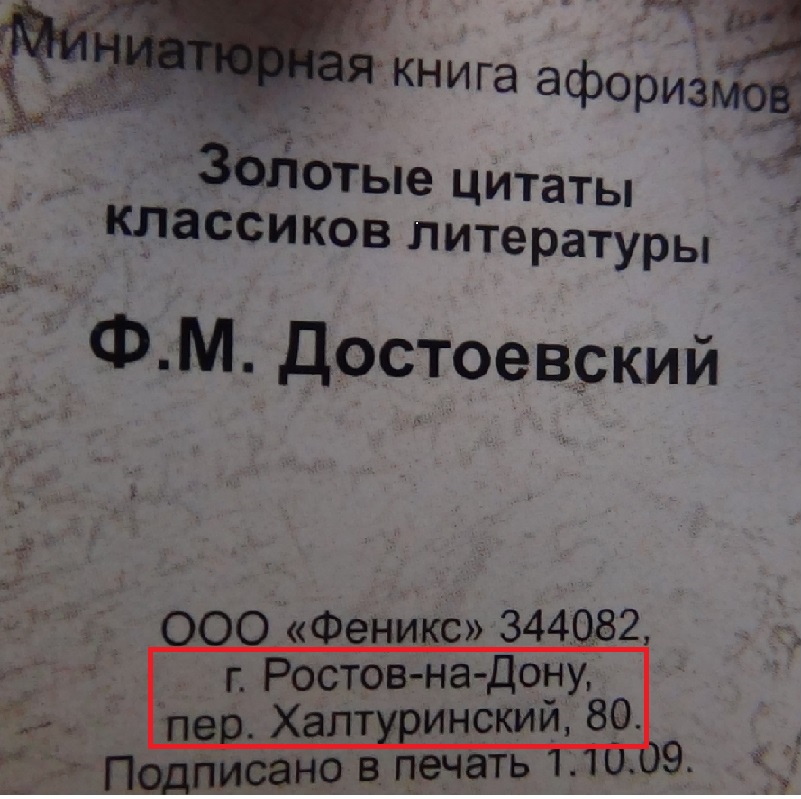 Миниатюрная книга афоризмов
Золотые цитаты
классиков литературы
Ф.М. Достоевский
ООО «Феникс» 344082,
г. Ростов-на-Дону,
пер. Халтуринский, 80.
Подписано в печать 1.10.09.